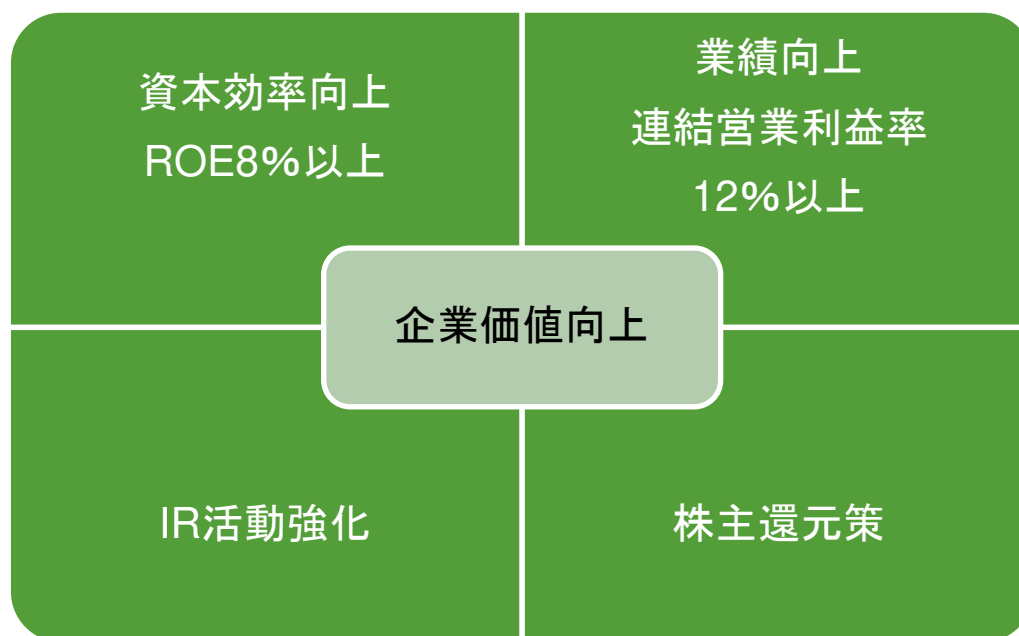 資本効率向上
ROE8%以上
業績向上
連結営業利益率
12%以上
企業価値向上
IR活動強化
株主還元策